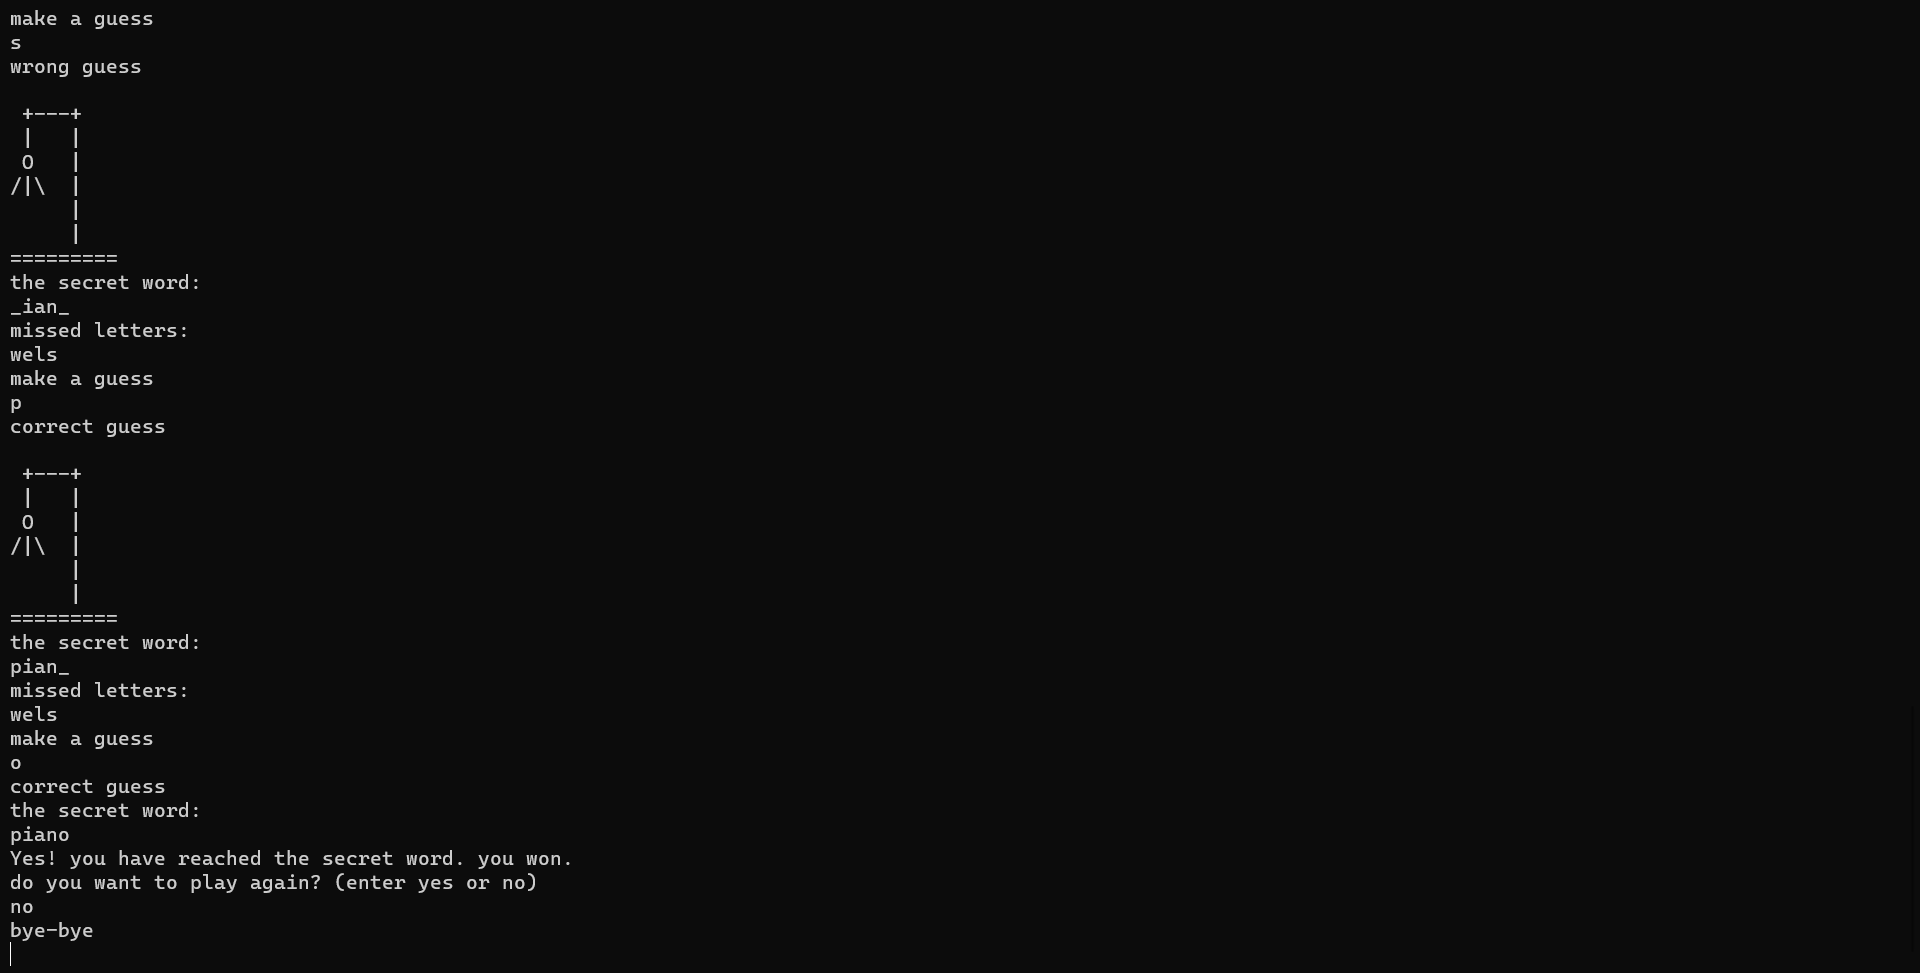 make a guess
s
wrong guess

 +---+
 |   |
 O   |
/|\  |
     |
     |
=========
the secret word:
_ian_
missed letters:
wels
make a guess
p
correct guess

 +---+
 |   |
 O   |
/|\  |
     |
     |
=========
the secret word:
pian_
missed letters:
wels
make a guess
o
correct guess
the secret word:
piano
Yes! you have reached the secret word. you won.
do you want to play again? (enter yes or no)
no
bye-bye